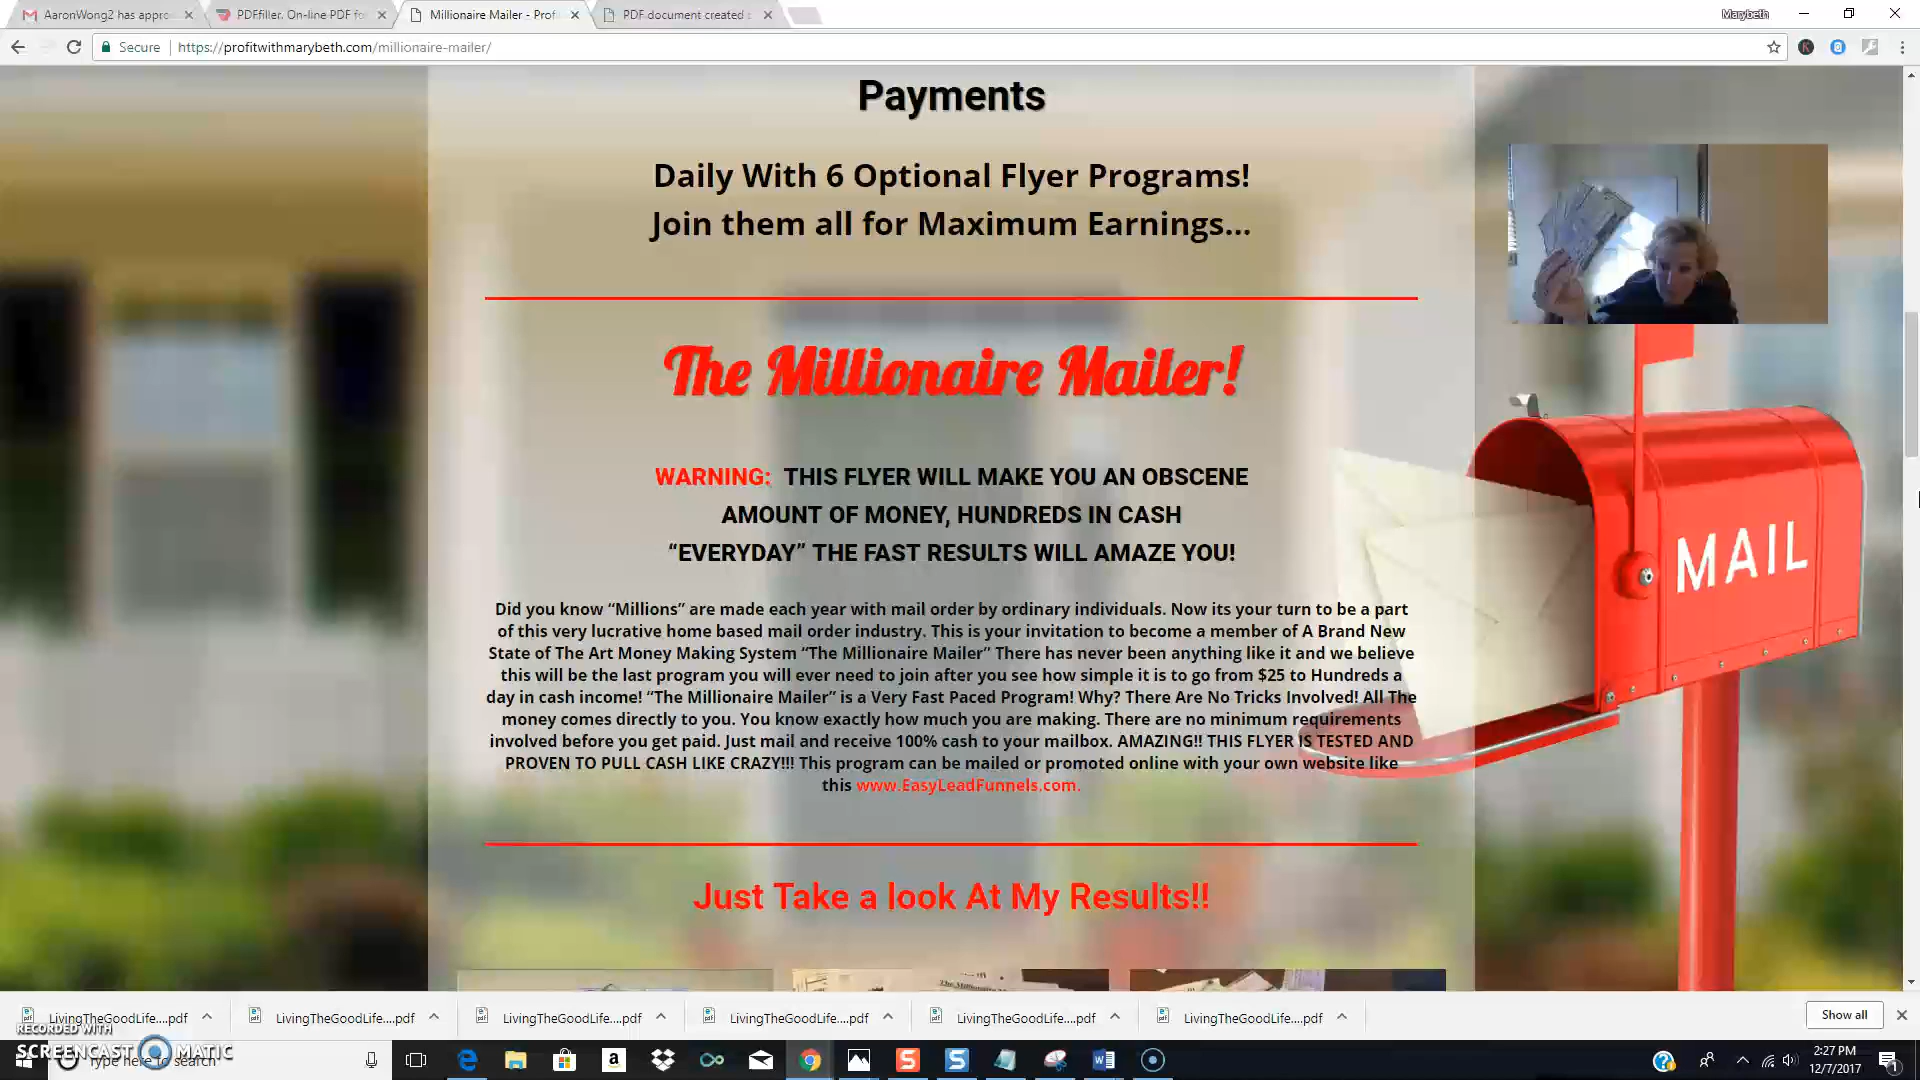 AaronWong2 has appro
PDFfiller. On-line PDF fo
Millionaire Mailer - Prof
PDF document created
Marybeth
Secure
https://profitwithmarybeth.com/millionaire-mailer/
Payments
Daily With 6 Optional Flyer Programs!
Join them all for Maximum Earnings...
The Millionaire Mailer!
WARNING: THIS FLYER WILL MAKE YOU AN OBSCENE
AMOUNT OF MONEY, HUNDREDS IN CASH
“EVERYDAY” THE FAST RESULTS WILL AMAZE YOU!
MAIL
Did you know “Millions” are made each year with mail order by ordinary individuals. Now its your turn to be a part
of this very lucrative home based mail order industry. This is your invitation to become a member of A Brand New
State of The Art Money Making System “The Millionaire Mailer” There has never been anything like it and we believe
this will be the last program you will ever need to join after you see how simple it is to go from $25 to Hundreds a
day in cash income! “The Millionaire Mailer” is a Very Fast Paced Program! Why? There Are No Tricks Involved! All The
money comes directly to you. You know exactly how much you are making. There are no minimum requirements
involved before you get paid. Just mail and receive 100% cash to your mailbox. AMAZING!! THIS FLYER IS TESTED AND
PROVEN TO PULL CASH LIKE CRAZY!!! This program can be mailed or promoted online with your own website like
this www.EasyLeadFunnels.com.
Just Take a look At My Results!!
LivingTheGoodLife....pdf
LivingTheGoodLife....pdf
LivingTheGoodLife....pdf
LivingTheGoodLife....pdf
LivingTheGoodLife....pdf
LivingTheGoodLife....pdf
Show all
RECORDED WITH
SCREENCAST MATIC
Type here to search
2:27 PM
12/7/2017